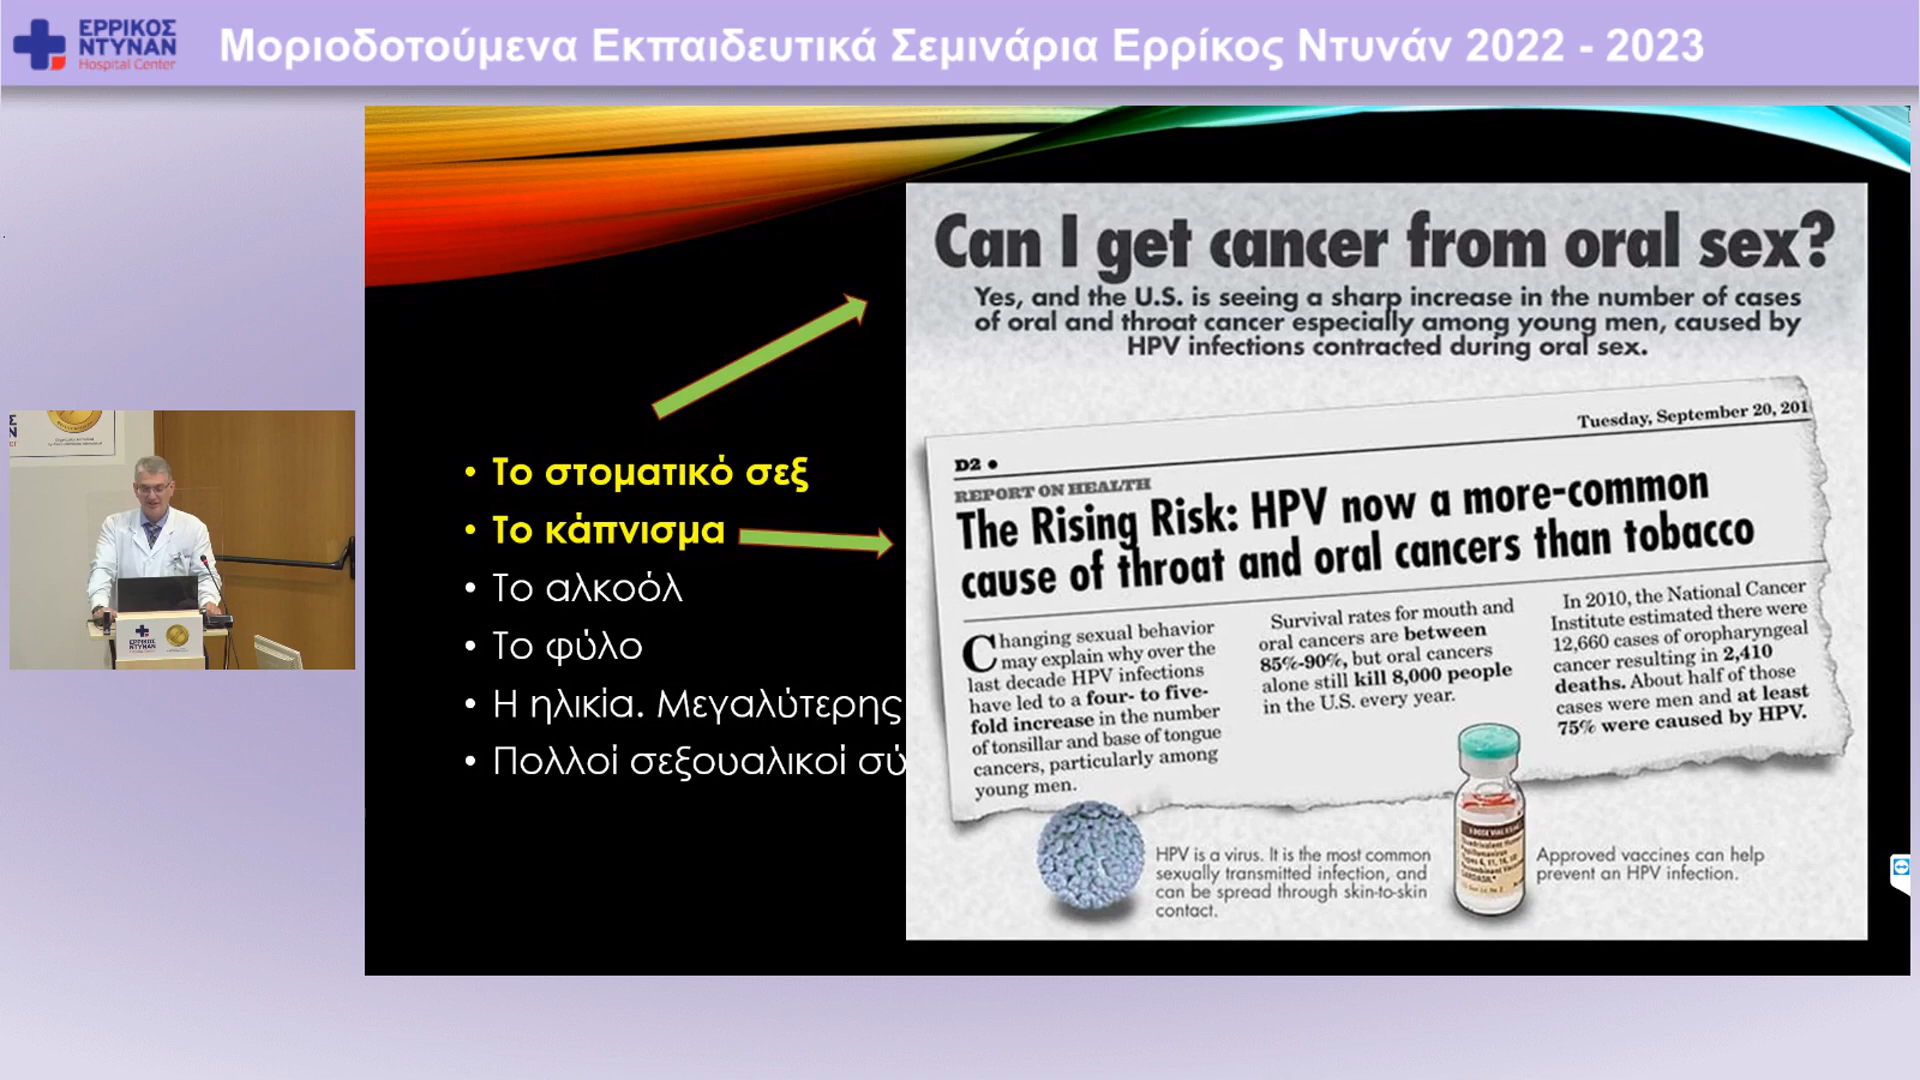 ΕΡΡΙΚΟΣ
ΝΤΥΝΑΝ
Hospital Center
Μοριοδοτούμενα Εκπαιδευτικά Σεμινάρια Ερρίκος Ντυνάν 2022 - 2023
• Το στοματικό σεξ
• Το κάπνισμα
• Το αλκοόλ
• Το φύλο
• Η ηλικία. Μεγαλύτερης
• Πολλοί σεξουαλικοί σύ
Can I get cancer from oral sex?
Yes, and the U.S. is seeing a sharp increase in the number of cases
of oral and throat cancer especially among young men, caused by
HPV infections contracted during oral sex.
Tuesday, September 20, 201
D2 •
REPORT ON HEALTH
The Rising Risk: HPV now a more-common
cause of throat and oral cancers than tobacco
Changing sexual behavior
may explain why over the
last decade HPV infections
have led to a four- to five-
fold increase in the number
of tonsillar and base of tongue
cancers, particularly among
young men.
Survival rates for mouth and
oral cancers are between
85%-90%, but oral cancers
alone still kill 8,000 people
in the U.S. every year.
In 2010, the National Cancer
Institute estimated there were
12,660 cases of oropharyngeal
cancer resulting in 2,410
deaths. About half of those
cases were men and at least
75% were caused by HPV.
HPV is a virus. It is the most common
sexually transmitted infection, and
can be spread through skin-to-skin
contact.
Approved vaccines can help
prevent an HPV infection.
ΕΡΡΙΚΟΣ
ΝΤΥΝΑΝ